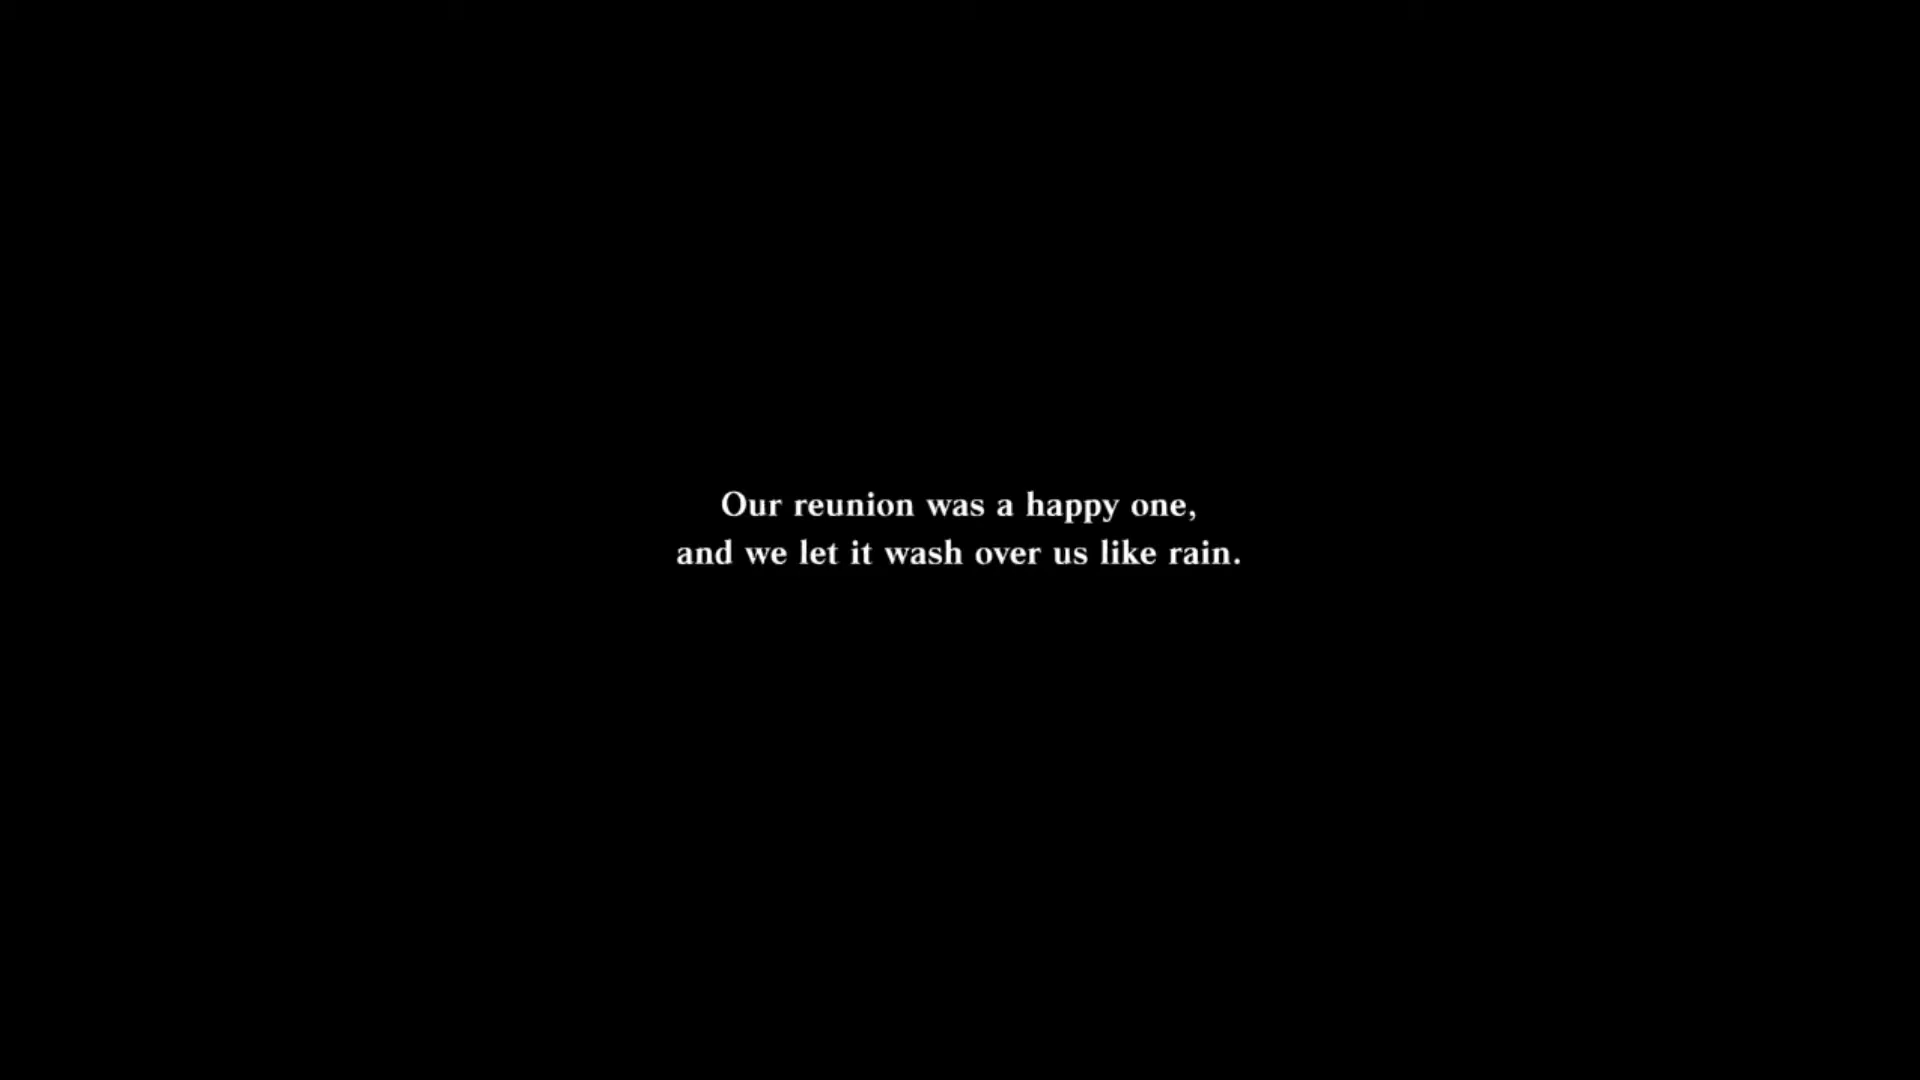 Our reunion was a happy one,
and we let it wash over us like rain.